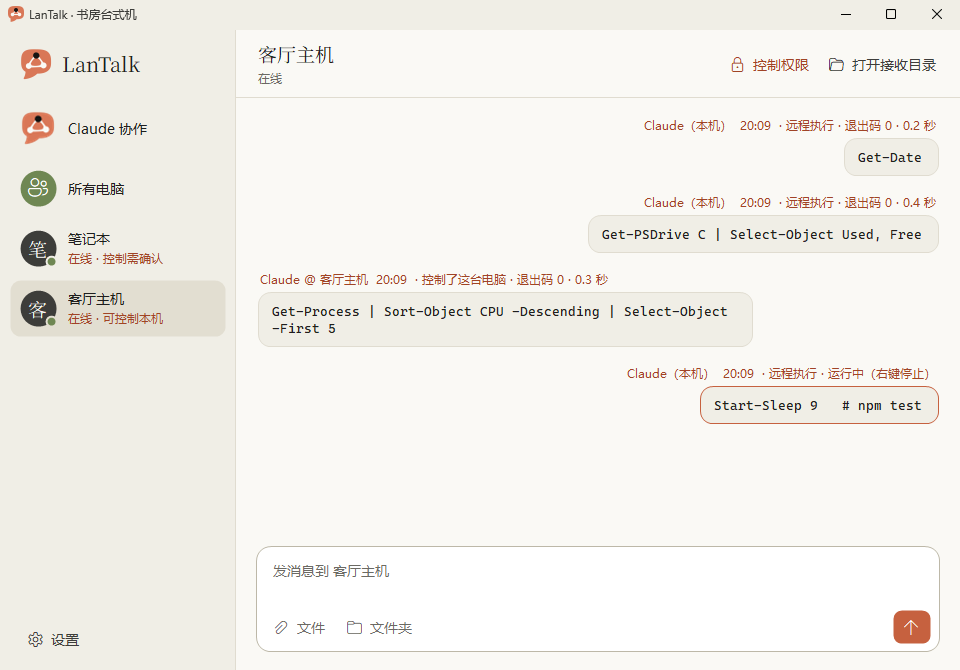 LanTalk · 书房台式机
LanTalk
Claude 协作
所有电脑
笔
笔记本
在线 · 控制需确认
客
客厅主机
在线 · 可控制本机
设置
客厅主机
在线
控制权限
打开接收目录
Claude（本机） 20:09 · 远程执行 · 退出码 0 · 0.2 秒
Get-Date
Claude（本机） 20:09 · 远程执行 · 退出码 0 · 0.4 秒
Get-PSDrive C | Select-Object Used, Free
Claude @ 客厅主机 20:09 · 控制了这台电脑 · 退出码 0 · 0.3 秒
Get-Process | Sort-Object CPU -Descending | Select-Object
-First 5
Claude（本机） 20:09 · 远程执行 · 运行中（右键停止）
Start-Sleep 9   # npm test
发消息到 客厅主机
文件
文件夹